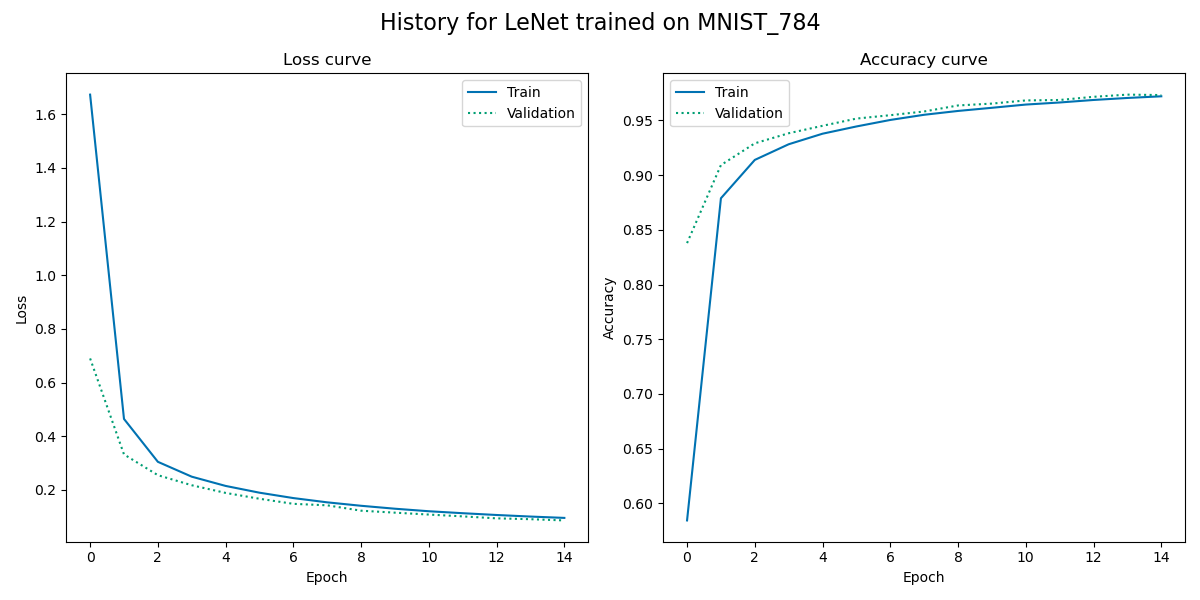 History for LeNet trained on MNIST_784
Loss curve
Train
Validation
1.6
1.4
1.2
1.0
0.8
0.6
0.4
0.2
Loss
0 2 4 6 8 10 12 14
Epoch
Accuracy curve
Train
Validation
0.95
0.90
0.85
0.80
0.75
0.70
0.65
0.60
Accuracy
0 2 4 6 8 10 12 14
Epoch